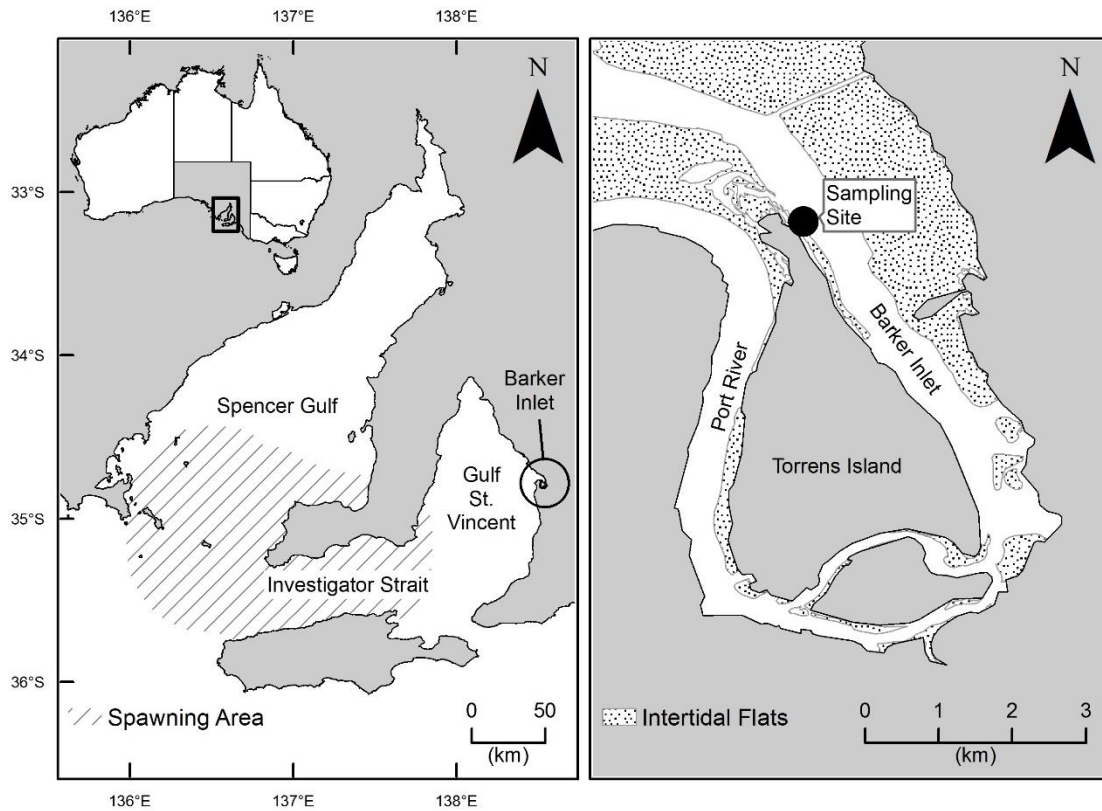 136°E
137°E
138°E
N
33°S
34°S
35°S
36°S
Barker
Inlet
Spencer Gulf
Gulf
St.
Vincent
Investigator Strait
Spawning Area
0
50
(km)
136°E
137°E
138°E
N
Sampling
Site
Barker Inlet
Port River
Torrens Island
Intertidal Flats
0
1
2
3
(km)